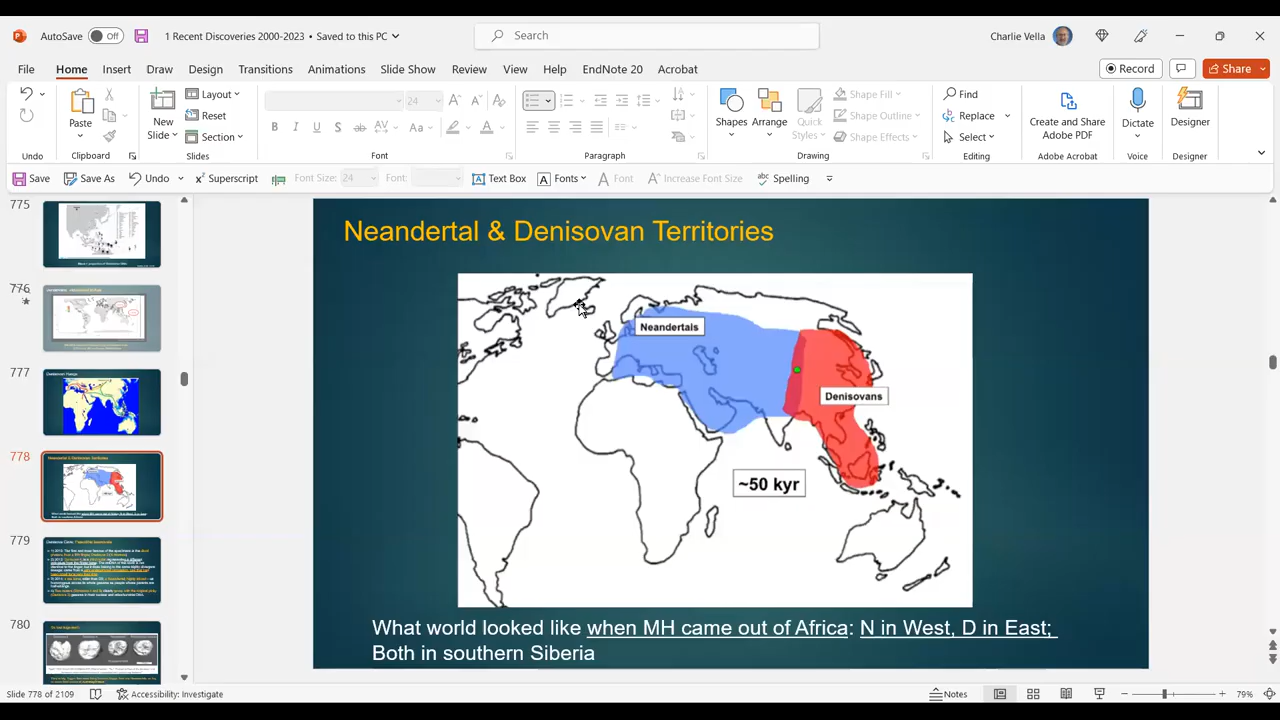 AutoSave Off 1 Recent Discoveries 2000-2023 • Saved to this PC Search Charlie Vella
File Home Insert Draw Design Transitions Animations Slide Show Review View Help EndNote 20 Acrobat Record Share
Paste New Slide Layout Reset Section 24 Shapes Arrange Quick Styles Shape Fill Shape Outline Shape Effects Find Replace Select Create and Share Adobe PDF Dictate Designer
Undo Clipboard Slides Font Paragraph Drawing Editing Adobe Acrobat Voice Designer
Save Save As Undo Superscript Font Size: 24 Font: Text Box Fonts Font Increase Font Size Spelling
775
776
777
778
779
780
Neandertal & Denisovan Territories
Neandertals
Denisovans
~50 kyr
What world looked like when MH came out of Africa: N in West, D in East;
Both in southern Siberia
Slide 778 of 2109 Accessibility: Investigate Notes 79%